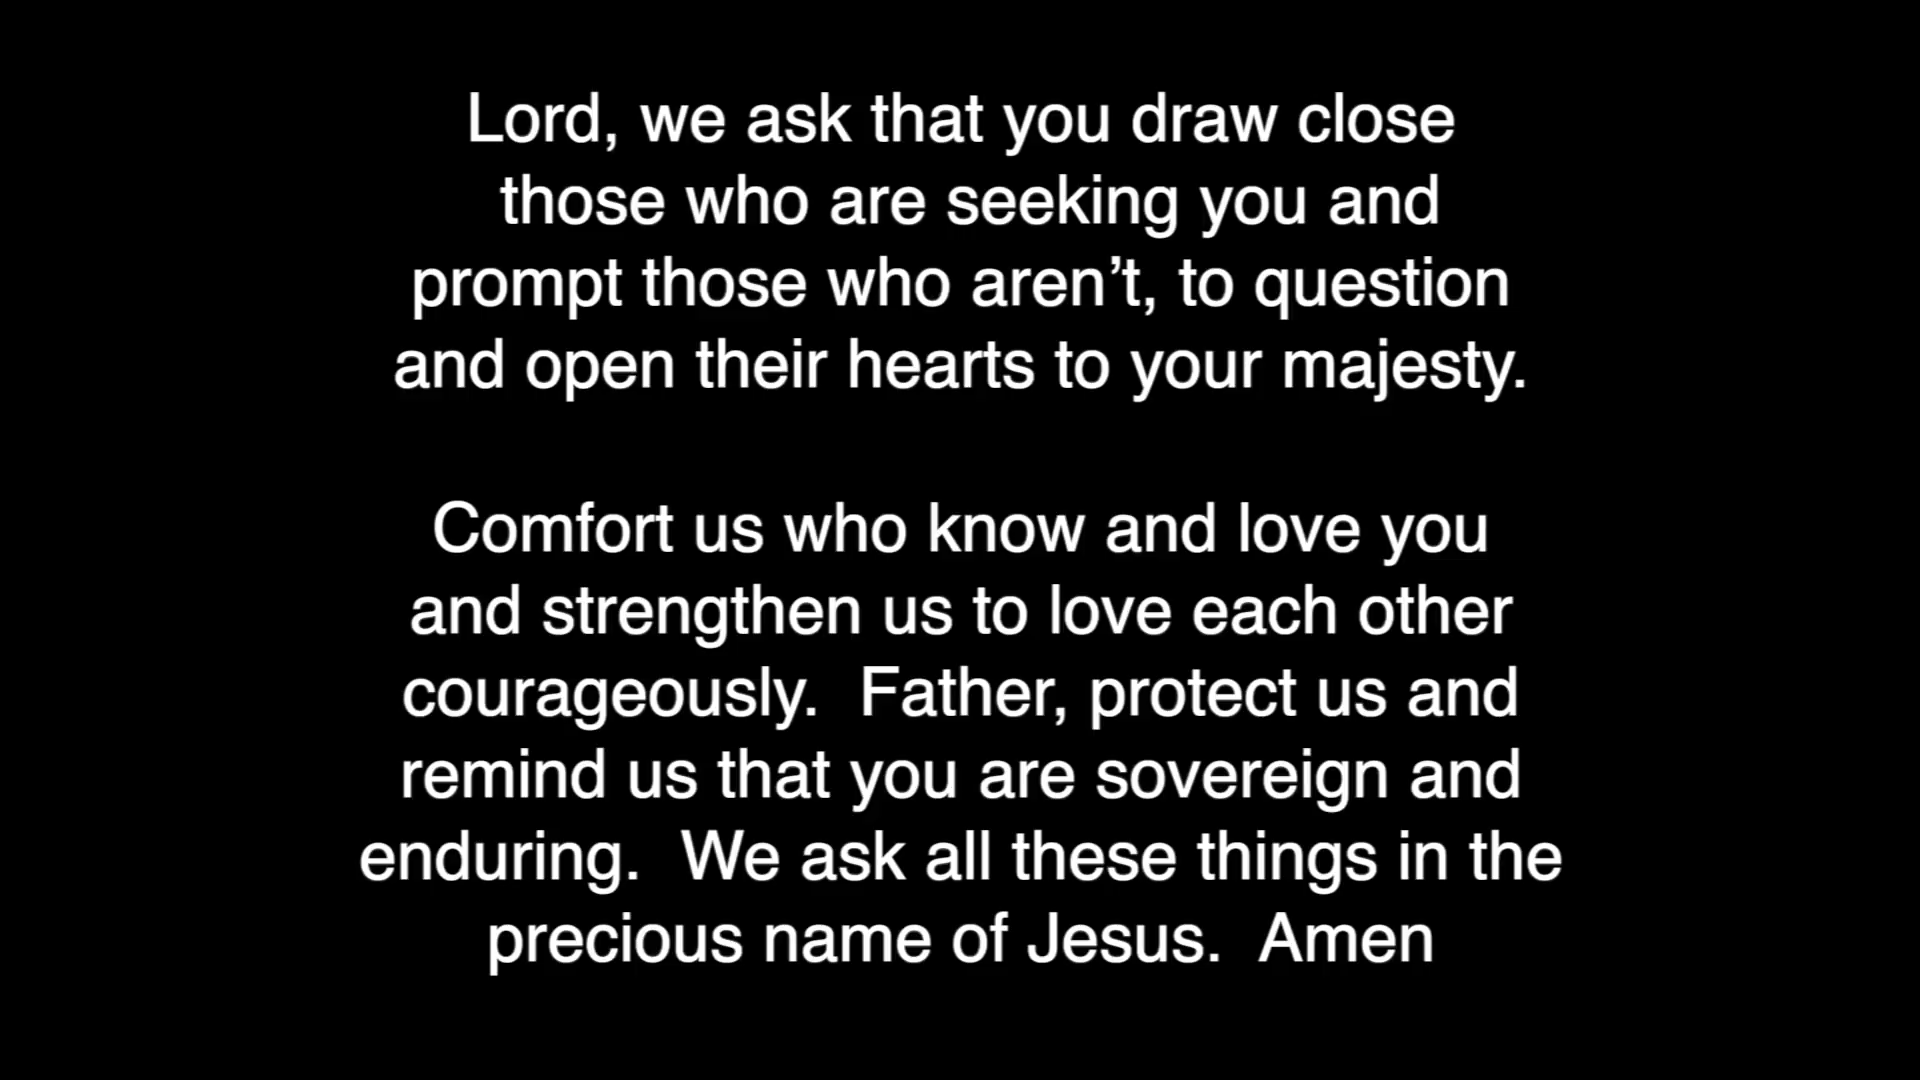 Lord, we ask that you draw close
those who are seeking you and
prompt those who aren’t, to question
and open their hearts to your majesty.
Comfort us who know and love you
and strengthen us to love each other
courageously.  Father, protect us and
remind us that you are sovereign and
enduring.  We ask all these things in the
precious name of Jesus.  Amen